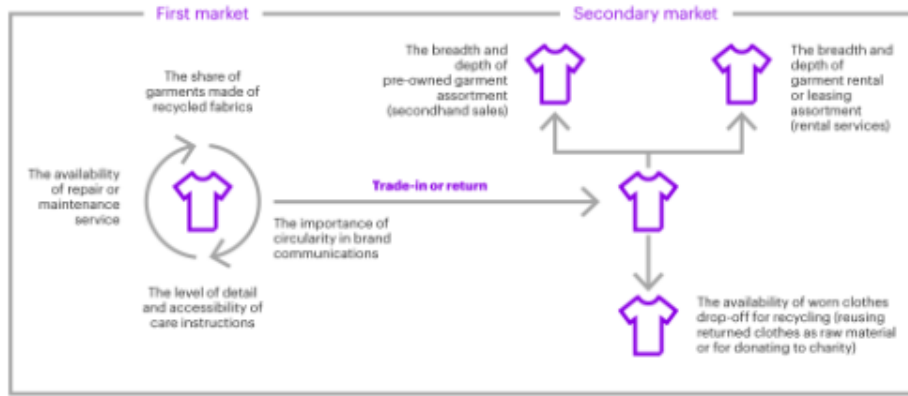 First market
Secondary market
The share of
garments made of
recycled fabrics
The availability
of repair or
maintenance
service
The importance of
circularity in brand
communications
The level of detail
and accessibility of
care instructions
Trade-in or return
The breadth and
depth of
pre-owned garment
assortment
(secondhand sales)
The breadth and
depth of
garment rental
or leasing
assortment
(rental services)
The availability of worn clothes
drop-off for recycling (reusing
returned clothes as raw material
or for donating to charity)